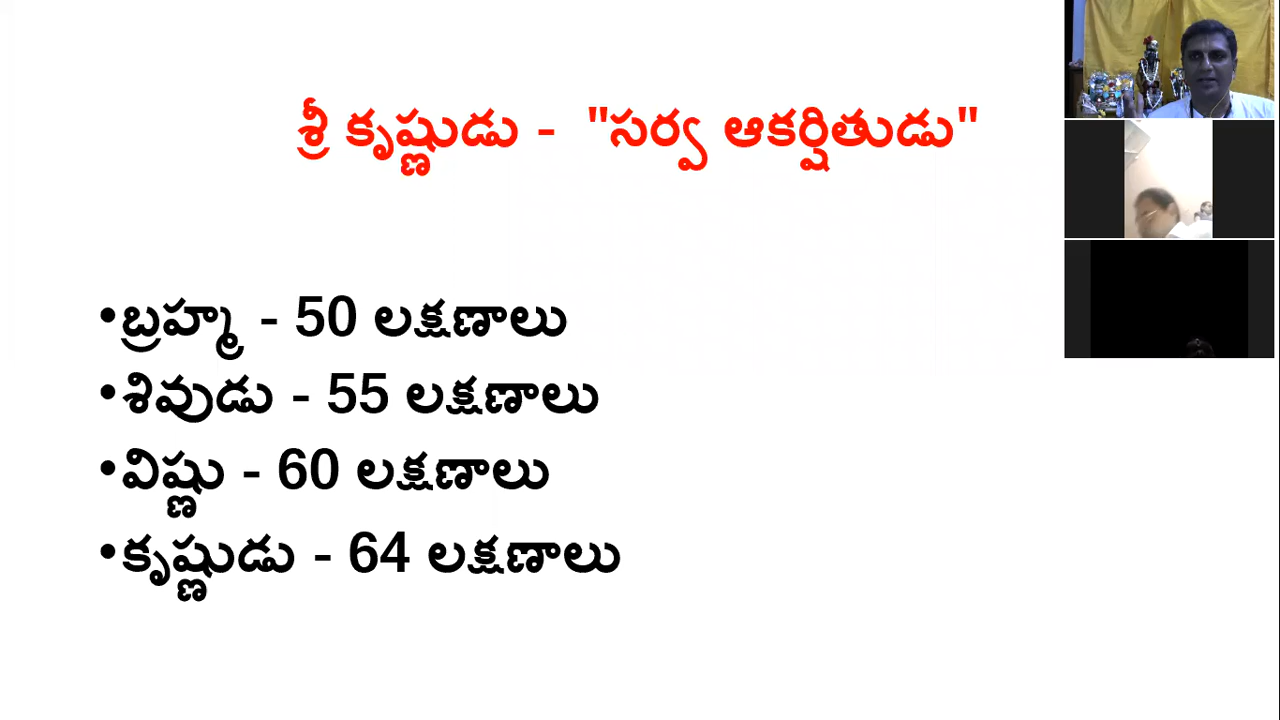 శ్రీ కృష్ణుడు - "సర్వ ఆకర్షితుడు"
•బ్రహ్మ - 50 లక్షణాలు
•శివుడు - 55 లక్షణాలు
•విష్ణు - 60 లక్షణాలు
•కృష్ణుడు - 64 లక్షణాలు